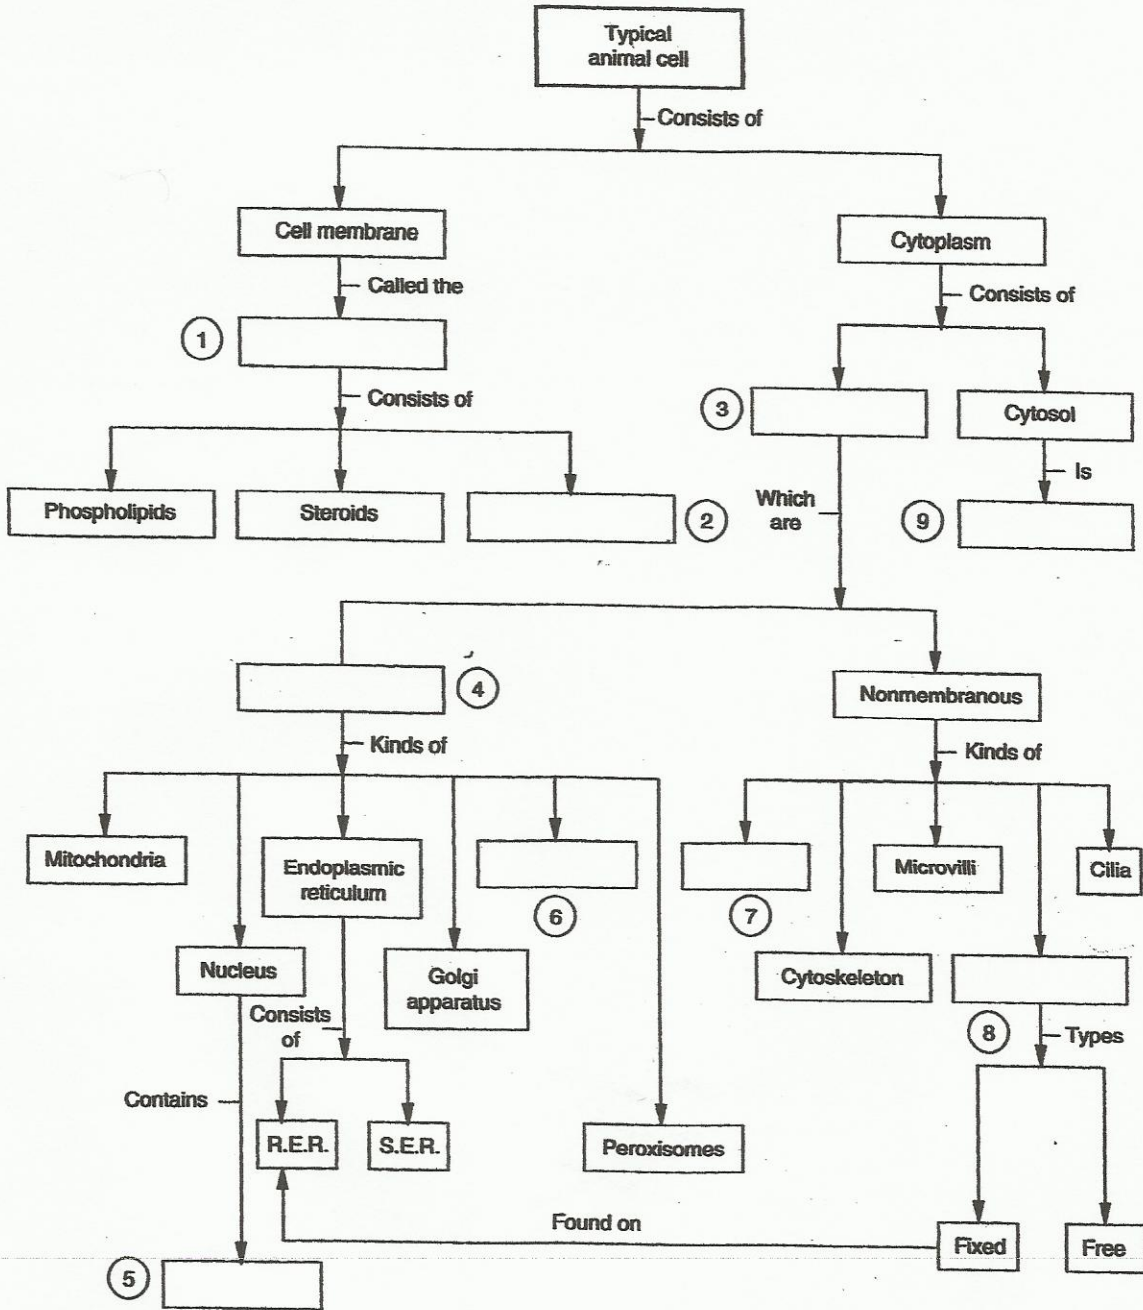 Typical
animal cell
Consists of
Cell membrane
Cytoplasm
Called the
Consists of
1
Consists of
3
Cytosol
Is
Phospholipids
Steroids
2
Which
are
9
4
Nonmembranous
Kinds of
Kinds of
Mitochondria
Endoplasmic
reticulum
6
7
Microvilli
Cilia
Nucleus
Golgi
apparatus
Cytoskeleton
Consists
of
8
Types
Contains
R.E.R.
S.E.R.
Peroxisomes
Found on
Fixed
Free
5